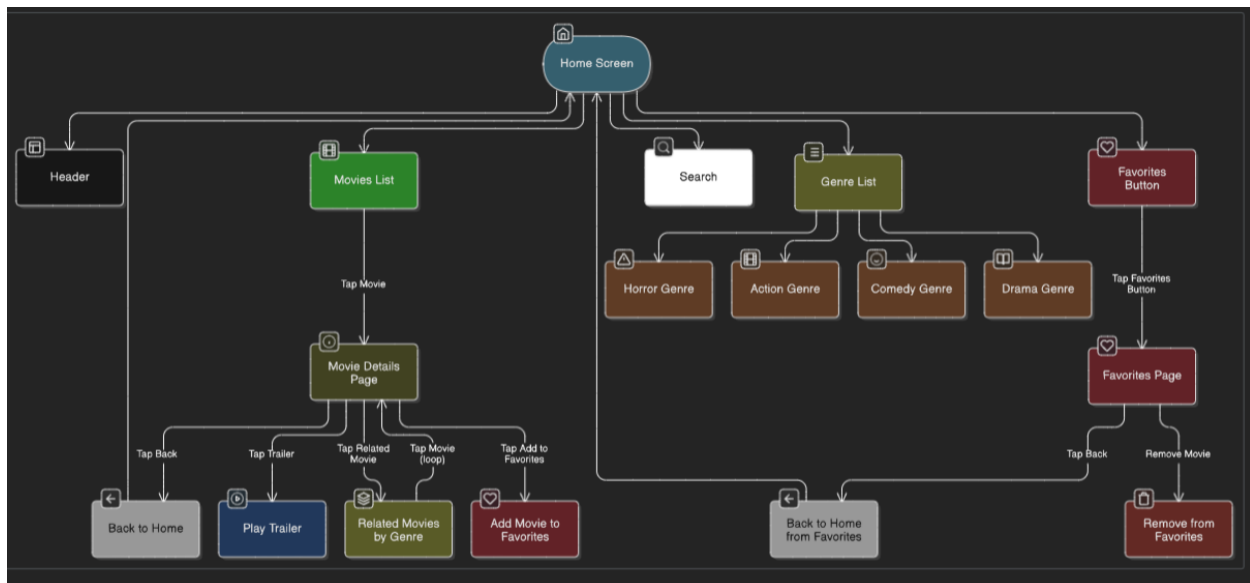 Home Screen
Header
Movies List
Search
Genre List
Favorites
Button
Horror Genre
Action Genre
Comedy Genre
Drama Genre
Tap Movie
Tap Favorites
Button
Movie Details
Page
Favorites Page
Tap Back
Tap Trailer
Tap Related
Movie
Tap Movie
(loop)
Tap Add to
Favorites
Tap Back
Remove Movie
Back to Home
Play Trailer
Related Movies
by Genre
Add Movie to
Favorites
Back to Home
from Favorites
Remove from
Favorites